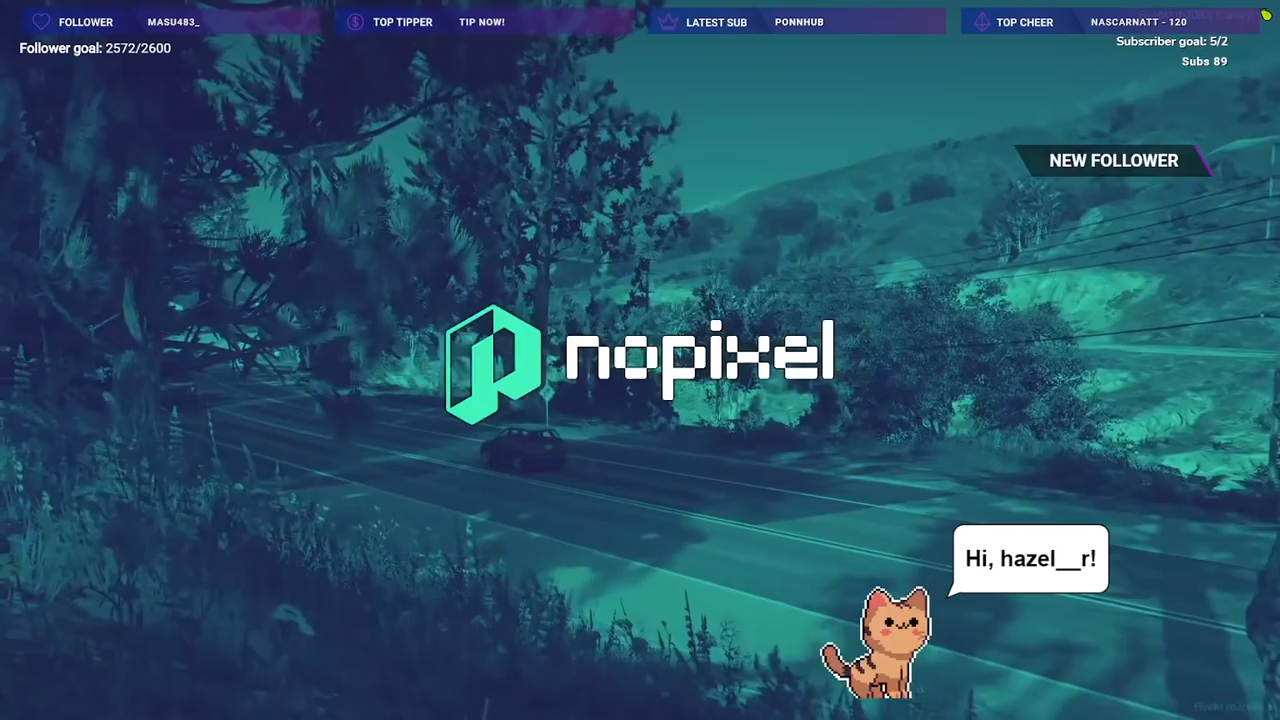 FOLLOWER MASU483_ TOP TIPPER TIP NOW! LATEST SUB PONNHUB TOP CHEER NASCARNATT - 120
Follower goal: 2572/2600
Subscriber goal: 5/2
Subs 89
NEW FOLLOWER
nopixel
Hi, hazel__r!